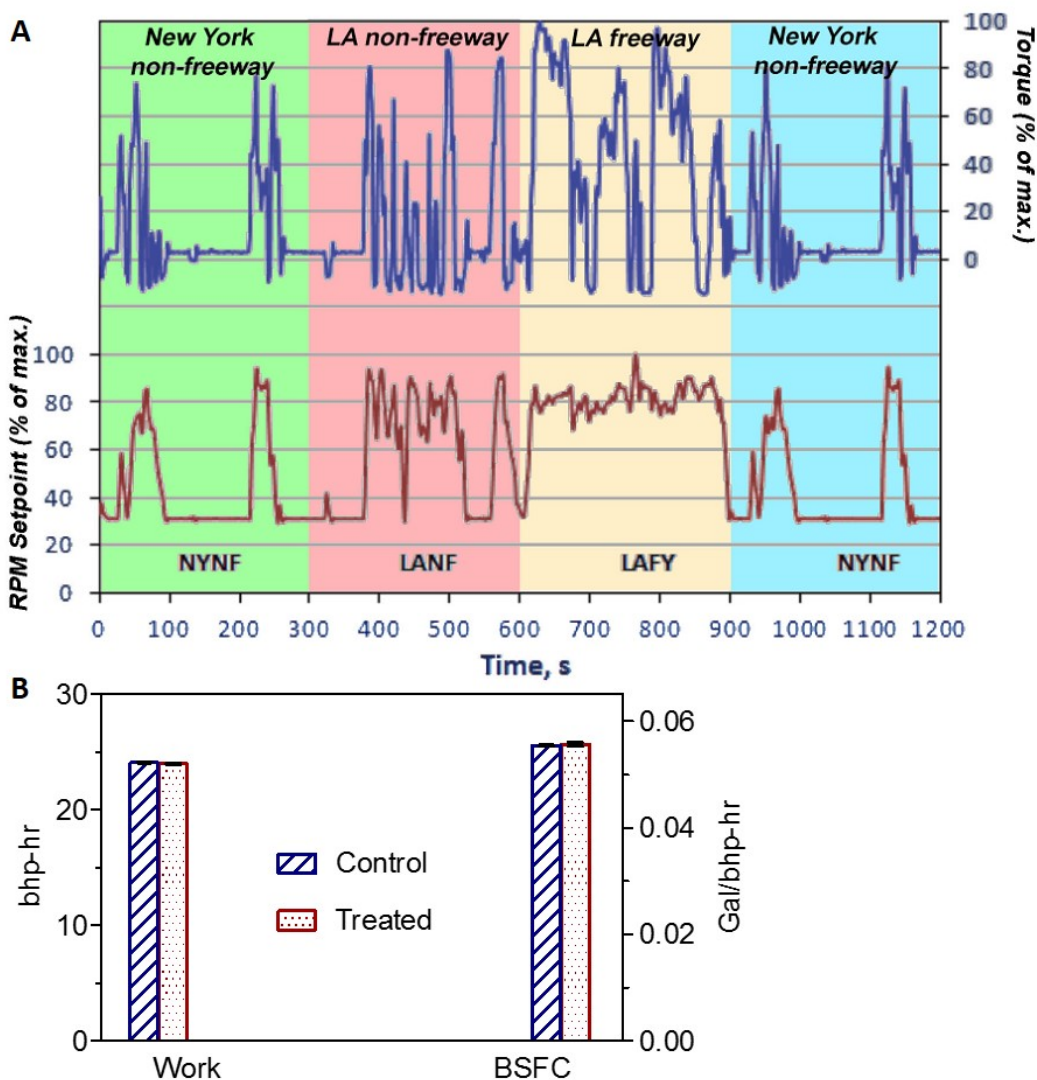 A
New York
non-freeway
LA non-freeway
LA freeway
New York
non-freeway
100
80
60
40
20
0
Torque (% of max.)
RPM Setpoint (% of max.)
100
80
60
40
20
0
NYNF
LANF
LAFY
NYNF
0 100 200 300 400 500 600 700 800 900 1000 1100 1200
Time, s
B
30
20
10
0
bhp-hr
Control
Treated
0.06
0.04
0.02
0.00
Gal/bhp-hr
Work
BSFC